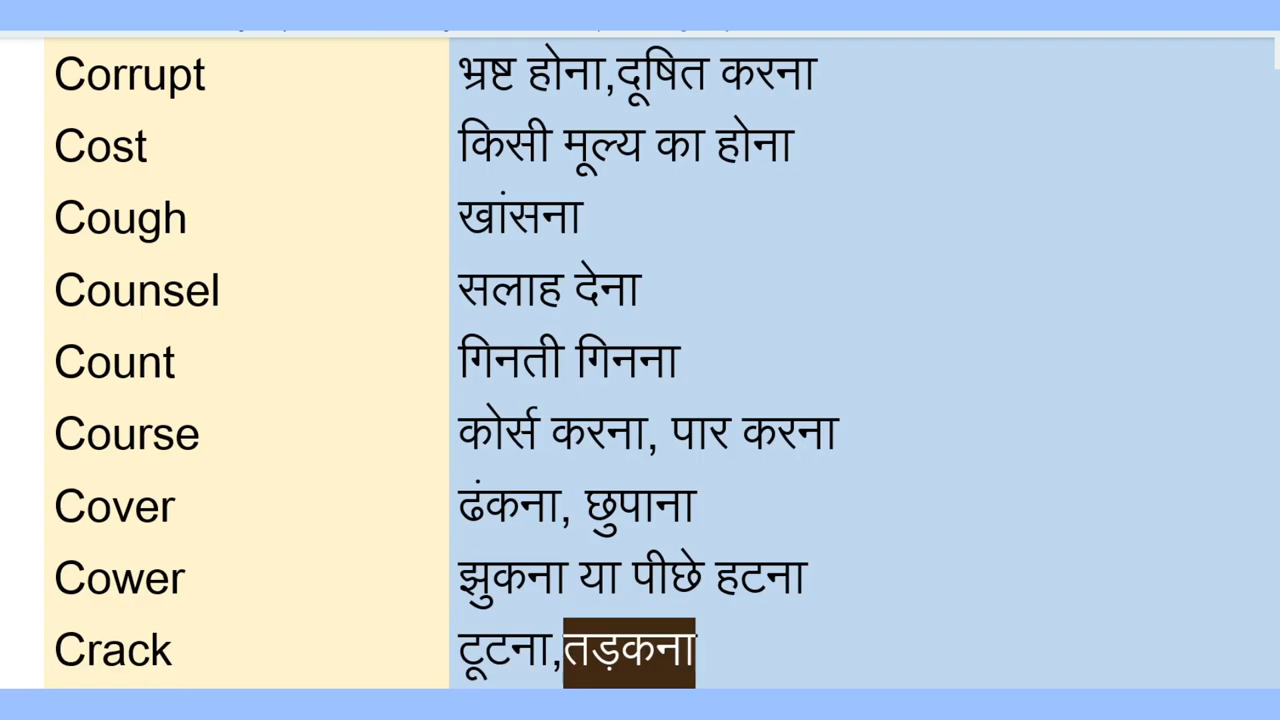 Corrupt भ्रष्ट होना,दूषित करना
Cost किसी मूल्य का होना
Cough खांसना
Counsel सलाह देना
Count गिनती गिनना
Course कोर्स करना, पार करना
Cover ढंकना, छुपाना
Cower झुकना या पीछे हटना
Crack टूटना,तड़कना